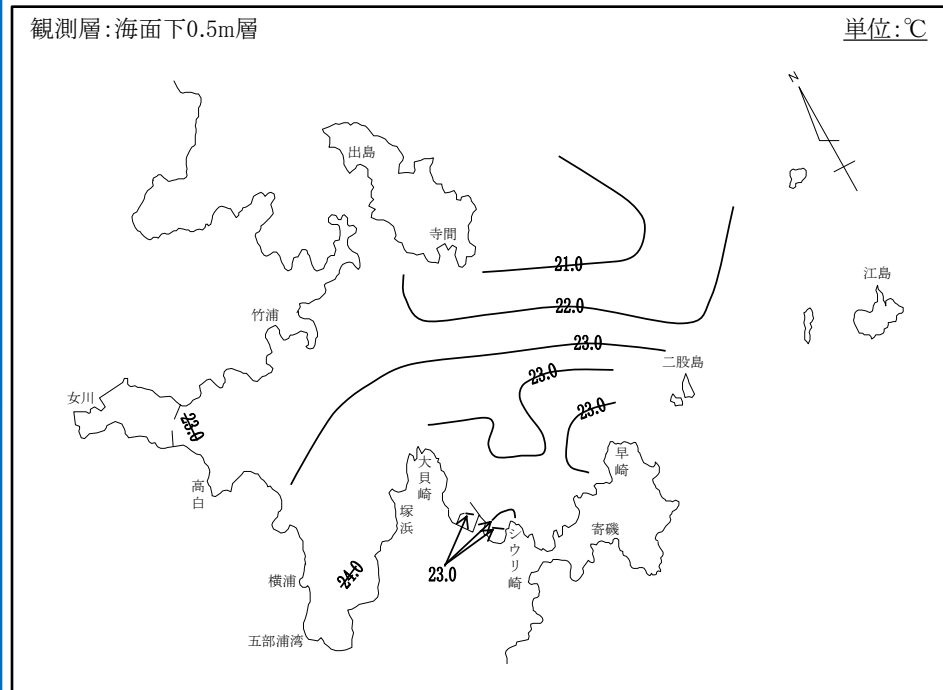 観測層:海面下0.5m層
単位:℃
N
出島
寺間
21.0
江島
22.0
竹浦
23.0
二股島
23.0
女川
23.0
23.0
大貝崎
早崎
高白
塚浜
寄磯
シウリ崎
24.0
23.0
横浦
五部浦湾